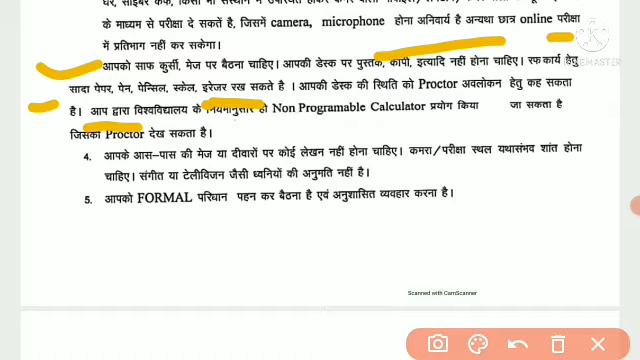 के माध्यम से परीक्षा दे सकतें है, जिसमें camera, microphone होना अनिवार्य है अन्यथा छात्र online परीक्षा
में प्रतिभाग नहीं कर सकेगा।
आपको साफ कुर्सी, मेज पर बैठना चाहिए। आपकी डेस्क पर पुस्तक, कापी, इत्यादि नहीं होना चाहिए। रफ कार्य हेतु
सादा पेपर, पेन, पेन्सिल, स्केल, इरेजर रख सकते है । आपकी डेस्क की स्थिति को Proctor अवलोकन हेतु कह सकता
है। आप द्वारा विश्वविद्यालय के नियमानुसार ही Non Programable Calculator प्रयोग किया जा सकता है
जिसको Proctor देख सकता है।
4. आपके आस-पास की मेज या दीवारों पर कोई लेखन नहीं होना चाहिए। कमरा/परीक्षा स्थल यथासंभव शांत होना
चाहिए। संगीत या टेलीविजन जैसी ध्वनियों की अनुमति नहीं है।
5. आपको FORMAL परिधान पहन कर बैठना है एवं अनुशासित व्यवहार करना है।
Scanned with CamScanner